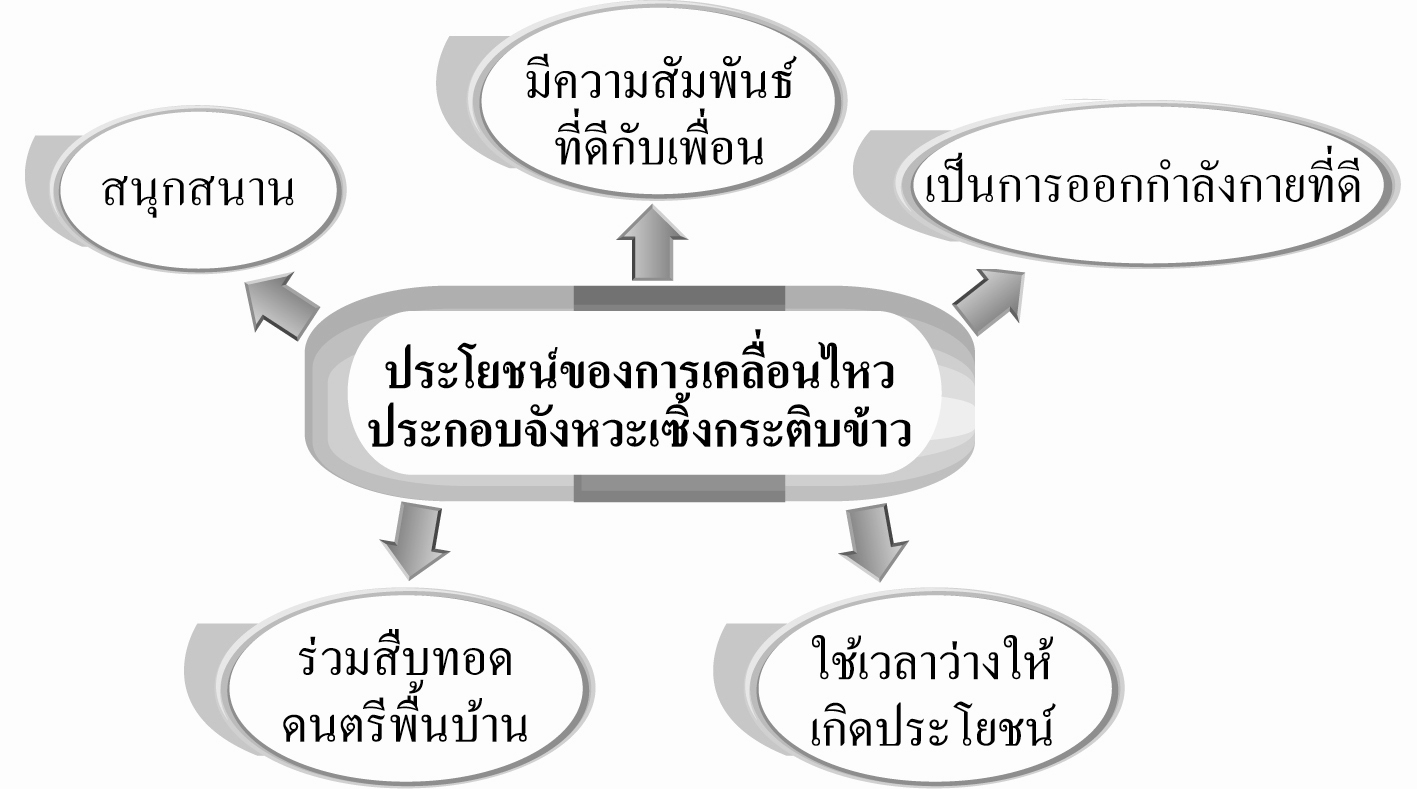 มีความสัมพันธ์
ที่ดีกับเพื่อน
สนุกสนาน
เป็นการออกกำลังกายที่ดี
ประโยชน์ของการเคลื่อนไหว
ประกอบจังหวะเซิ้งกระติบข้าว
ร่วมสืบทอด
ดนตรีพื้นบ้าน
ใช้เวลาว่างให้
เกิดประโยชน์